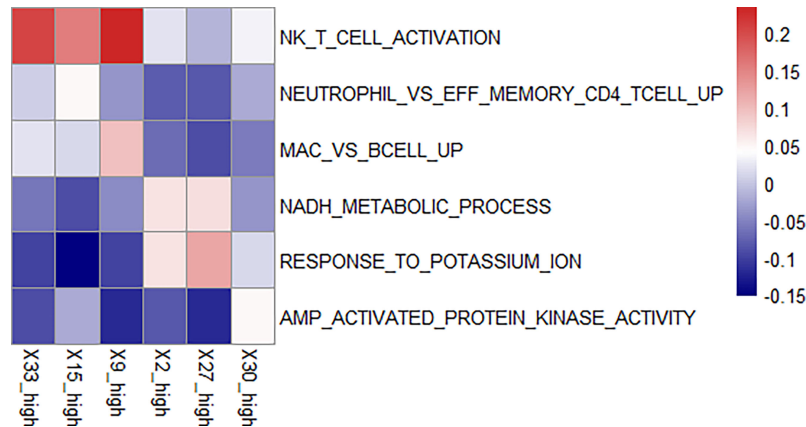 NK_T_CELL_ACTIVATION
NEUTROPHIL_VS_EFF_MEMORY_CD4_TCELL_UP
MAC_VS_BCELL_UP
NADH_METABOLIC_PROCESS
RESPONSE_TO_POTASSIUM_ION
AMP_ACTIVATED_PROTEIN_KINASE_ACTIVITY
X33_high
X15_high
X9_high
X2_high
X27_high
X30_high
0.2
0.15
0.1
0.05
0
-0.05
-0.1
-0.15